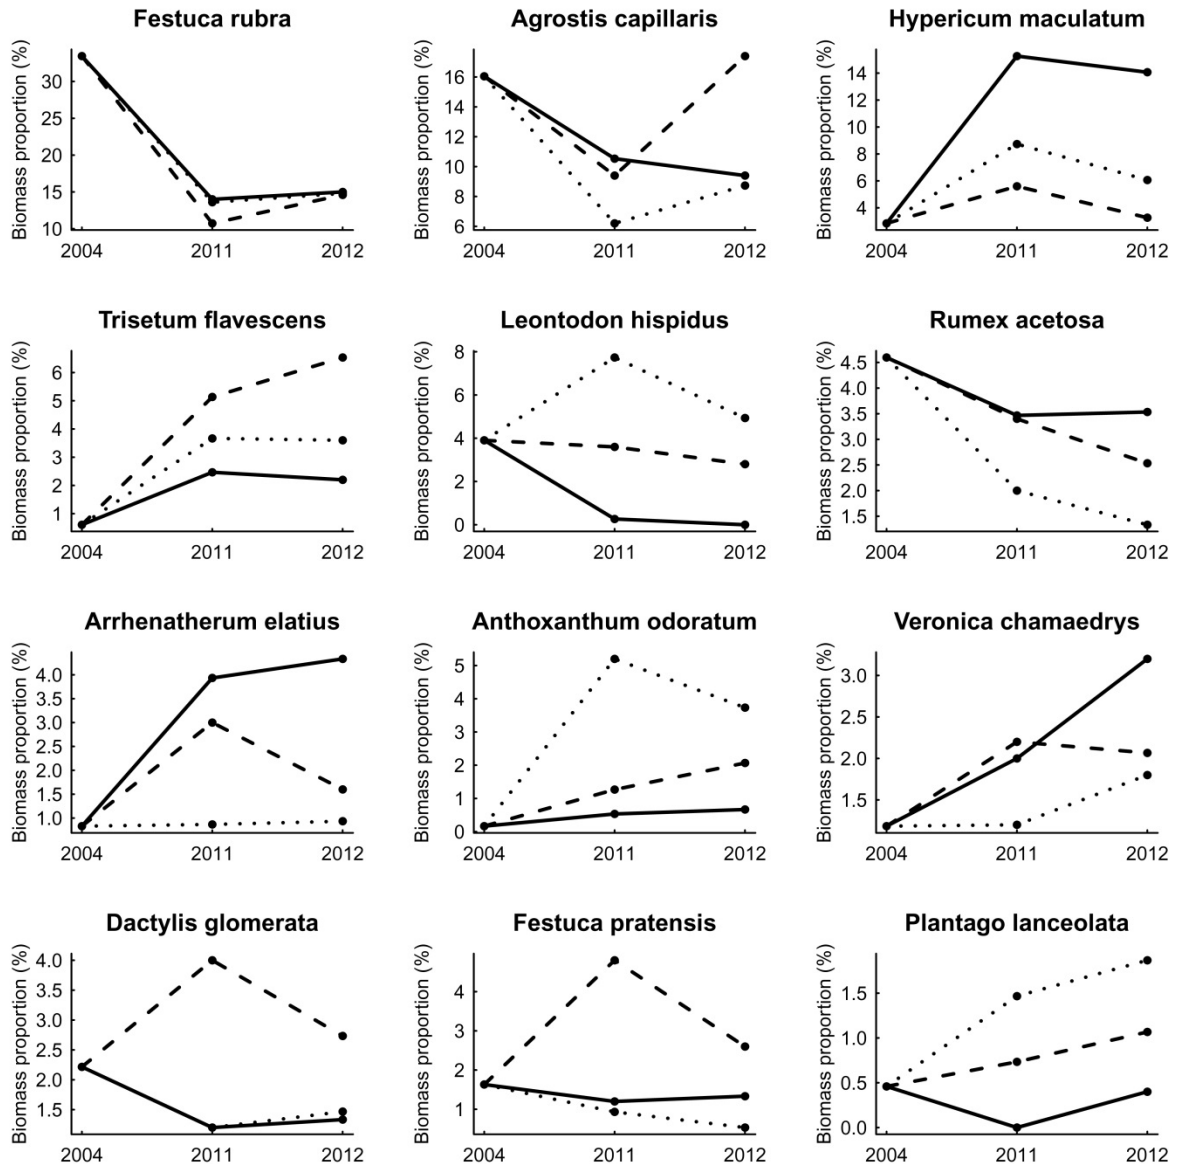 Festuca rubra
Biomass proportion (%)
30
25
20
15
10
2004 2011 2012
Agrostis capillaris
Biomass proportion (%)
16
14
12
10
8
6
2004 2011 2012
Hypericum maculatum
Biomass proportion (%)
14
12
10
8
6
4
2004 2011 2012
Trisetum flavescens
Biomass proportion (%)
6
5
4
3
2
1
2004 2011 2012
Leontodon hispidus
Biomass proportion (%)
8
6
4
2
0
2004 2011 2012
Rumex acetosa
Biomass proportion (%)
4.5
4.0
3.5
3.0
2.5
2.0
1.5
2004 2011 2012
Arrhenatherum elatius
Biomass proportion (%)
4.0
3.5
3.0
2.5
2.0
1.5
1.0
2004 2011 2012
Anthoxanthum odoratum
Biomass proportion (%)
5
4
3
2
1
0
2004 2011 2012
Veronica chamaedrys
Biomass proportion (%)
3.0
2.5
2.0
1.5
2004 2011 2012
Dactylis glomerata
Biomass proportion (%)
4.0
3.5
3.0
2.5
2.0
1.5
2004 2011 2012
Festuca pratensis
Biomass proportion (%)
4
3
2
1
2004 2011 2012
Plantago lanceolata
Biomass proportion (%)
1.5
1.0
0.5
0.0
2004 2011 2012